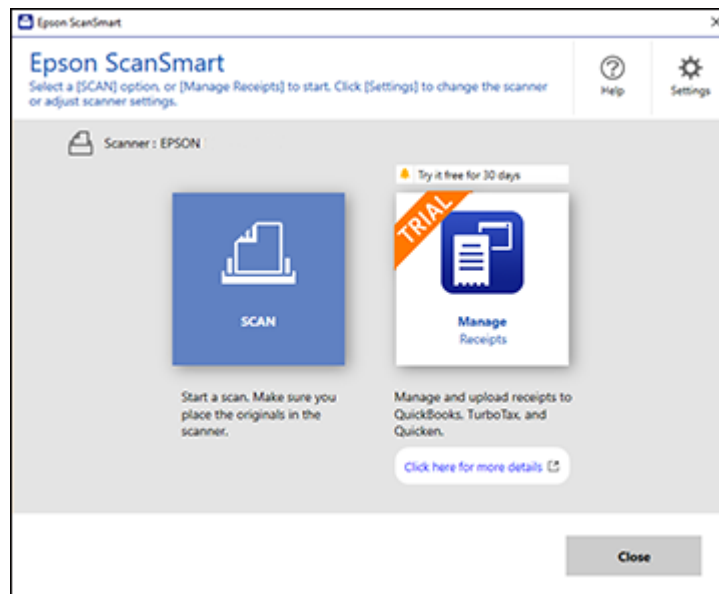 Epson ScanSmart
Epson ScanSmart
Select a [SCAN] option, or [Manage Receipts] to start. Click [Settings] to change the scanner
or adjust scanner settings.
Help
Settings
Scanner : EPSON
Try it free for 30 days
TRIAL
SCAN
Manage
Receipts
Start a scan. Make sure you
place the originals in the
scanner.
Manage and upload receipts to
QuickBooks, TurboTax, and
Quicken.
Click here for more details
Close